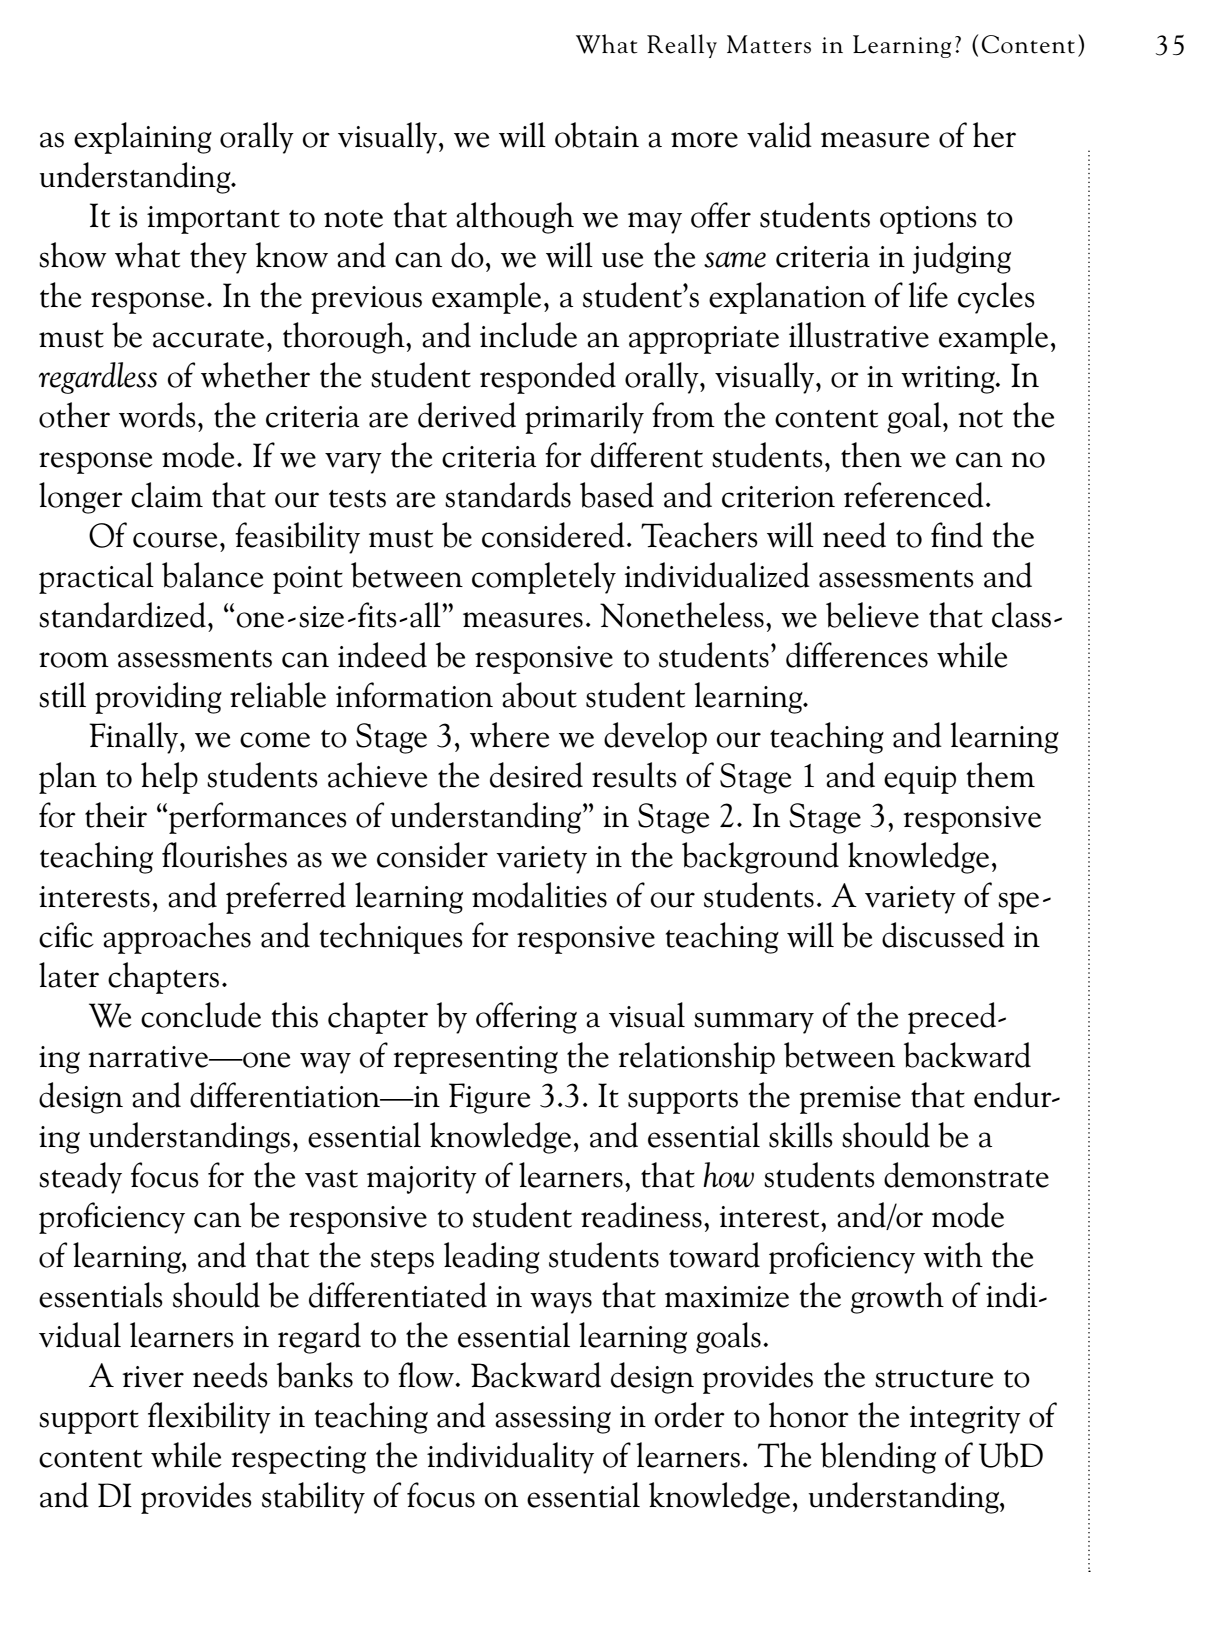 What Really Matters in Learning? (Content) 35
as explaining orally or visually, we will obtain a more valid measure of her
understanding.
It is important to note that although we may offer students options to
show what they know and can do, we will use the same criteria in judging
the response. In the previous example, a student’s explanation of life cycles
must be accurate, thorough, and include an appropriate illustrative example,
regardless of whether the student responded orally, visually, or in writing. In
other words, the criteria are derived primarily from the content goal, not the
response mode. If we vary the criteria for different students, then we can no
longer claim that our tests are standards based and criterion referenced.
Of course, feasibility must be considered. Teachers will need to find the
practical balance point between completely individualized assessments and
standardized, “one-size-fits-all” measures. Nonetheless, we believe that class-
room assessments can indeed be responsive to students’ differences while
still providing reliable information about student learning.
Finally, we come to Stage 3, where we develop our teaching and learning
plan to help students achieve the desired results of Stage 1 and equip them
for their “performances of understanding” in Stage 2. In Stage 3, responsive
teaching flourishes as we consider variety in the background knowledge,
interests, and preferred learning modalities of our students. A variety of spe-
cific approaches and techniques for responsive teaching will be discussed in
later chapters.
We conclude this chapter by offering a visual summary of the preced-
ing narrative—one way of representing the relationship between backward
design and differentiation—in Figure 3.3. It supports the premise that endur-
ing understandings, essential knowledge, and essential skills should be a
steady focus for the vast majority of learners, that how students demonstrate
proficiency can be responsive to student readiness, interest, and/or mode
of learning, and that the steps leading students toward proficiency with the
essentials should be differentiated in ways that maximize the growth of indi-
vidual learners in regard to the essential learning goals.
A river needs banks to flow. Backward design provides the structure to
support flexibility in teaching and assessing in order to honor the integrity of
content while respecting the individuality of learners. The blending of UbD
and DI provides stability of focus on essential knowledge, understanding,